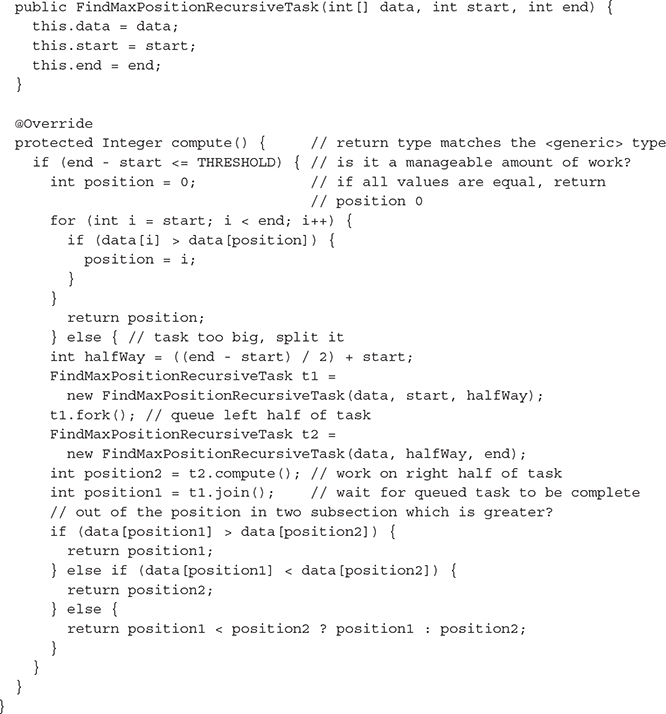 public FindMaxPositionRecursiveTask(int[] data, int start, int end) {
this.data = data;
this.start = start;
this.end = end;
}
@Override
protected Integer compute() { // return type matches the <generic> type
if (end - start <= THRESHOLD) { // is it a manageable amount of work?
int position = 0; // if all values are equal, return
// position 0
for (int i = start; i < end; i++) {
if (data[i] > data[position]) {
position = i;
}
}
return position;
} else { // task too big, split it
int halfWay = ((end - start) / 2) + start;
FindMaxPositionRecursiveTask t1 =
new FindMaxPositionRecursiveTask(data, start, halfWay);
t1.fork(); // queue left half of task
FindMaxPositionRecursiveTask t2 =
new FindMaxPositionRecursiveTask(data, halfWay, end);
int position2 = t2.compute(); // work on right half of task
int position1 = t1.join(); // wait for queued task to be complete
// out of the position in two subsection which is greater?
if (data[position1] > data[position2]) {
return position1;
} else if (data[position1] < data[position2]) {
return position2;
} else {
return position1 < position2 ? position1 : position2;
}
}
}
}